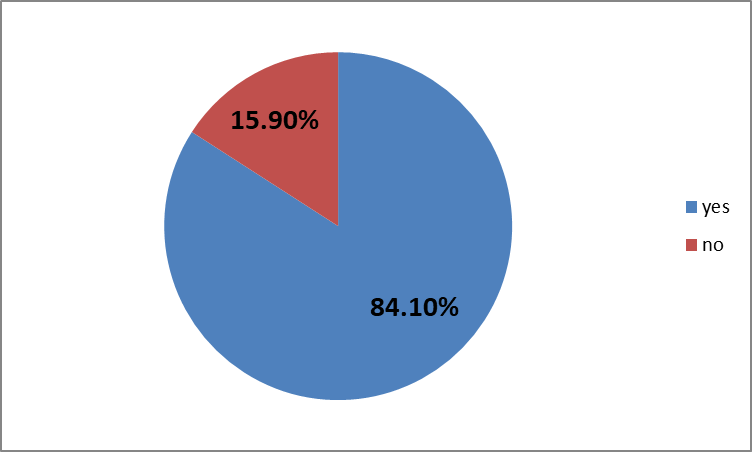 15.90%
84.10%
yes
no